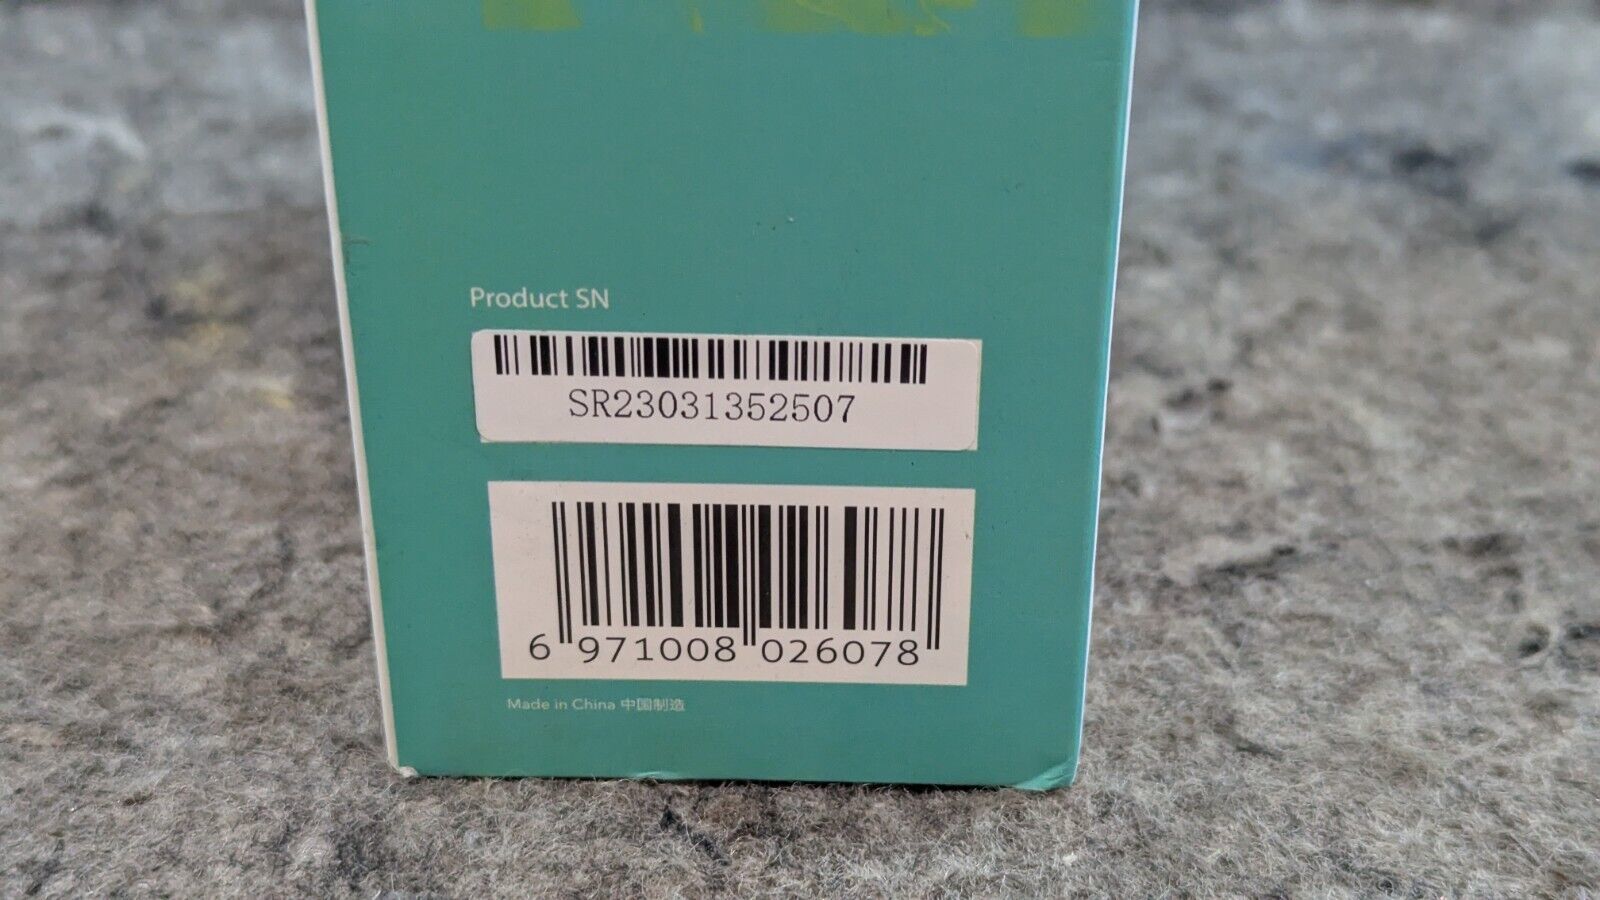 Product SN
SR23031352507
6 971008 026078
Made in China 中国制造